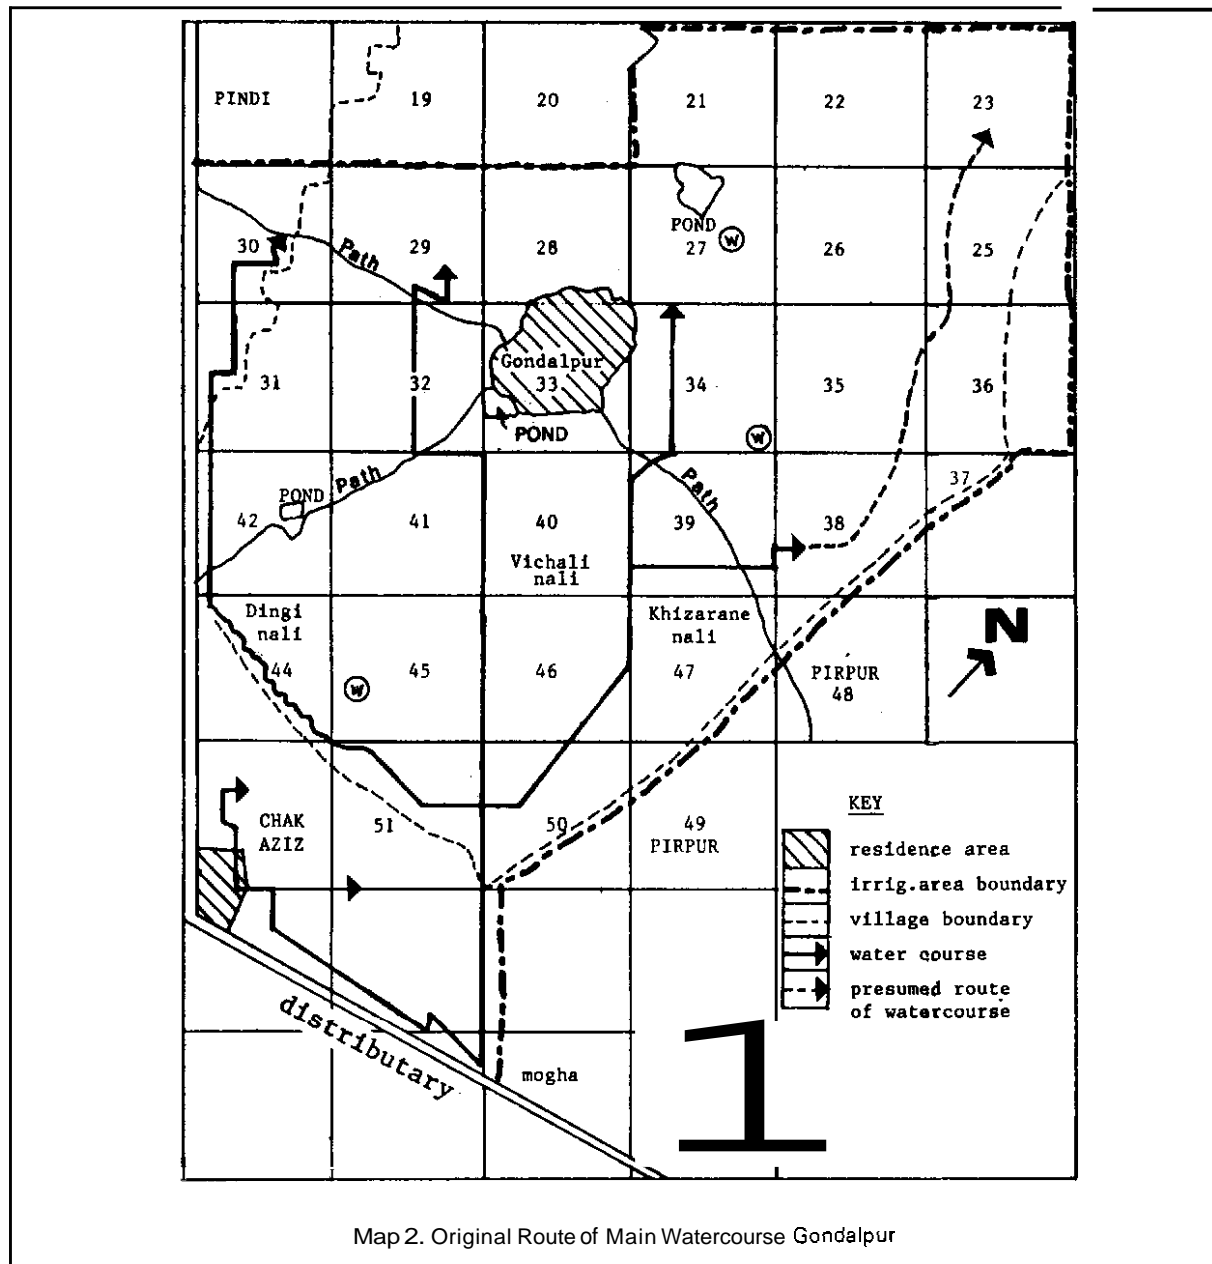 PINDI 19 20 21 22 23
POND
30 Path 29 28 27 W 26 25
Gondalpur
31 32 33 34 35 36
POND
W
POND Path Path 37
42 41 40 39 38
Vichali
nali
Dingi
nali
Khizarane
nali
N
44 W 45 46 47
PIRPUR
48
CHAK
AZIZ
51 50 49
PIRPUR
KEY
residence area
irrig.area boundary
village boundary
water course
presumed route
of watercourse
distributary
mogha
1
Map 2. Original Route of Main Watercourse Gondalpur